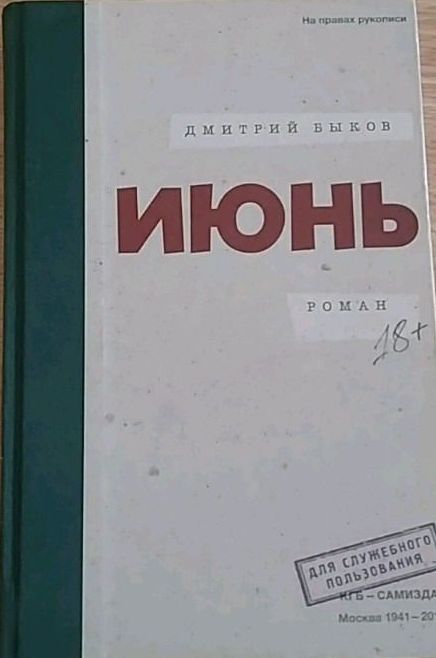 На правах рукописи
ДМИТРИЙ БЫКОВ
ИЮНЬ
РОМАН
18+
ДЛЯ СЛУЖЕБНОГО
ПОЛЬЗОВАНИЯ
КГБ – САМИЗДА
Москва 1941–20